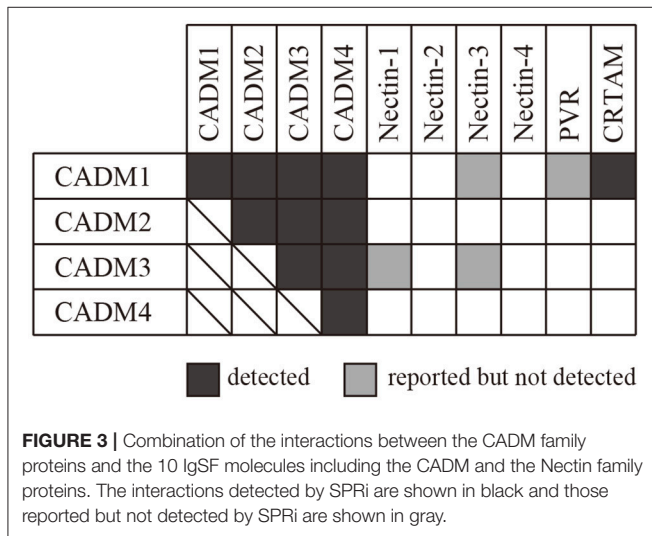 CADM1 CADM2 CADM3 CADM4 Nectin-1 Nectin-2 Nectin-3 Nectin-4 PVR CRTAM
CADM1
CADM2
CADM3
CADM4
detected reported but not detected
FIGURE 3 | Combination of the interactions between the CADM family
proteins and the 10 IgSF molecules including the CADM and the Nectin family
proteins. The interactions detected by SPRi are shown in black and those
reported but not detected by SPRi are shown in gray.